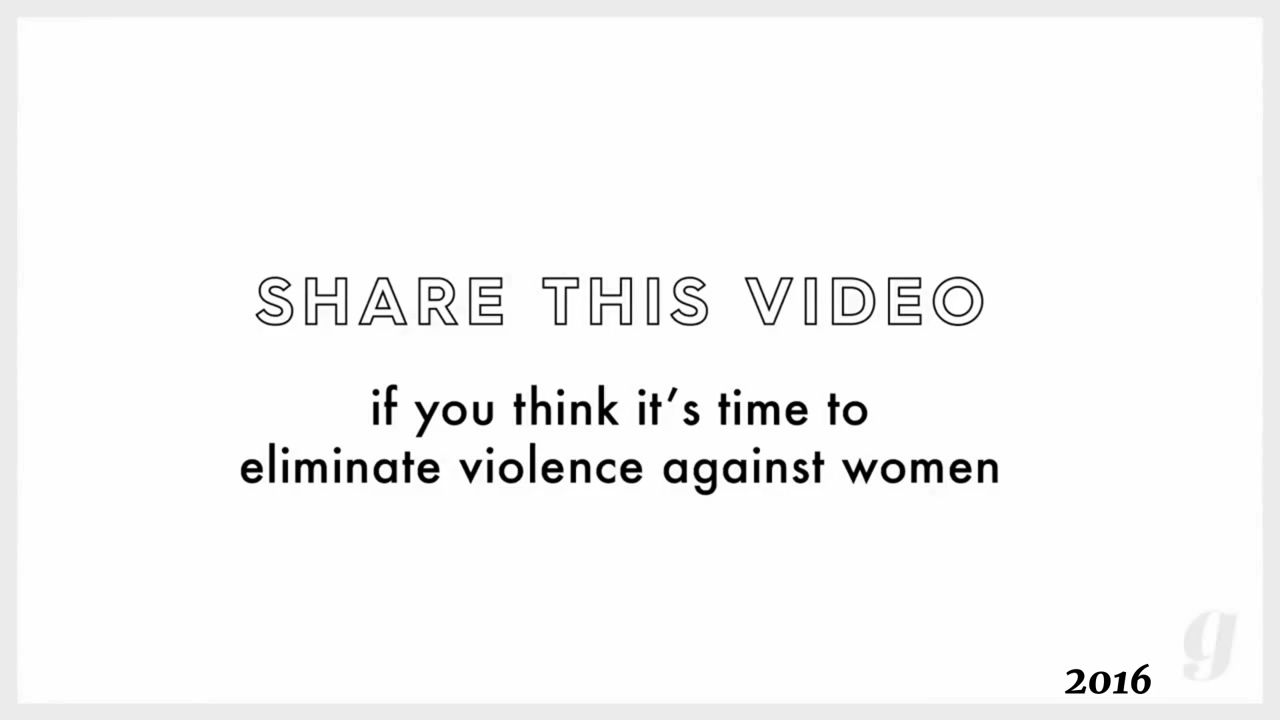 SHARE THIS VIDEO
if you think it’s time to
eliminate violence against women
g
2016